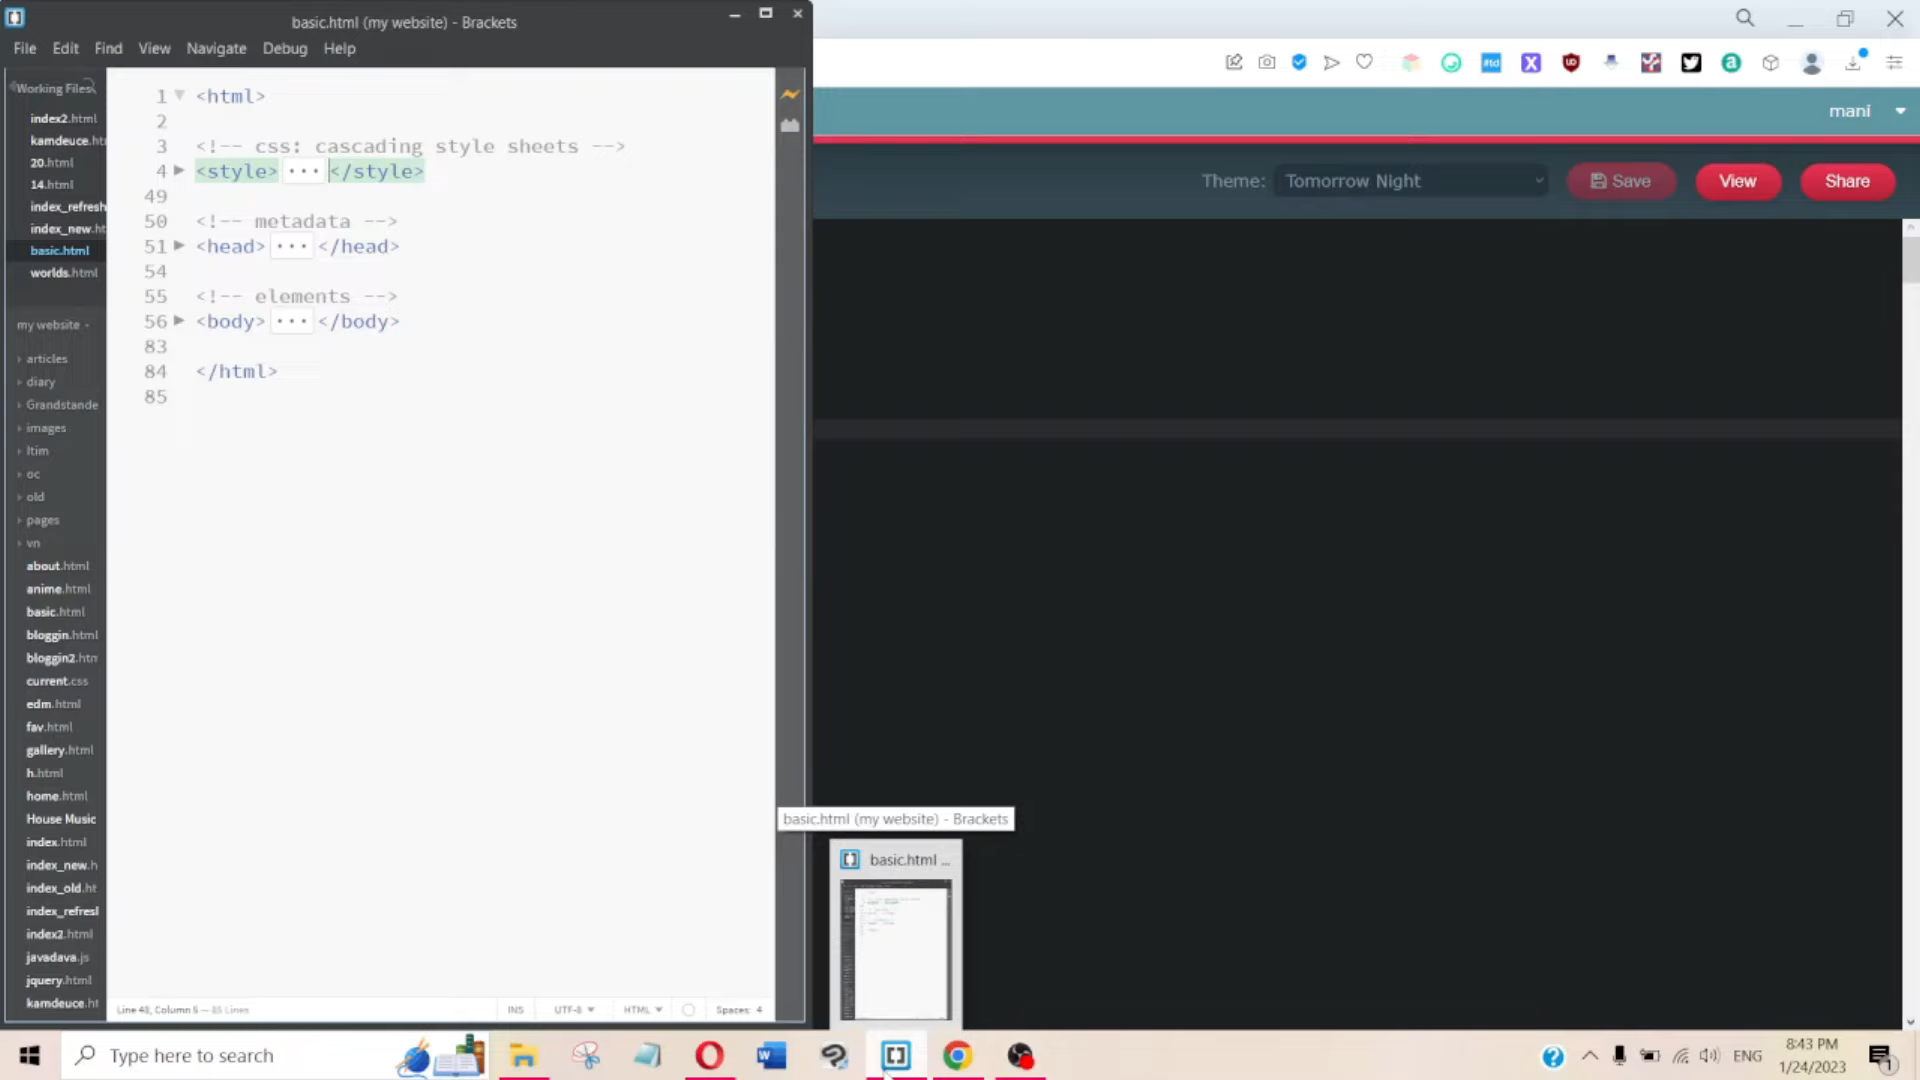 basic.html (my website) - Brackets
File Edit Find View Navigate Debug Help
Working Files
index2.html
kamdeuce.ht
20.html
14.html
index_refresh
index_new.ht
basic.html
worlds.html
my website
articles
diary
Grandstande
images
ltim
oc
old
pages
vn
about.html
anime.html
basic.html
bloggin.html
bloggin2.htm
current.css
edm.html
fav.html
gallery.html
h.html
home.html
House Music
index.html
index_new.h
index_old.ht
index_refresl
index2.html
javadava.js
jquery.html
kamdeuce.ht
1 <html>
2
3 <!-- css: cascading style sheets -->
4 <style> ... </style>
49
50 <!-- metadata -->
51 <head> ... </head>
54
55 <!-- elements -->
56 <body> ... </body>
83
84 </html>
85
Line 48, Column 5 — 85 Lines
INS UTF-8 HTML Spaces: 4
mani
Theme: Tomorrow Night Save View Share
basic.html (my website) - Brackets
basic.html ...
Type here to search
ENG
8:43 PM
1/24/2023
1